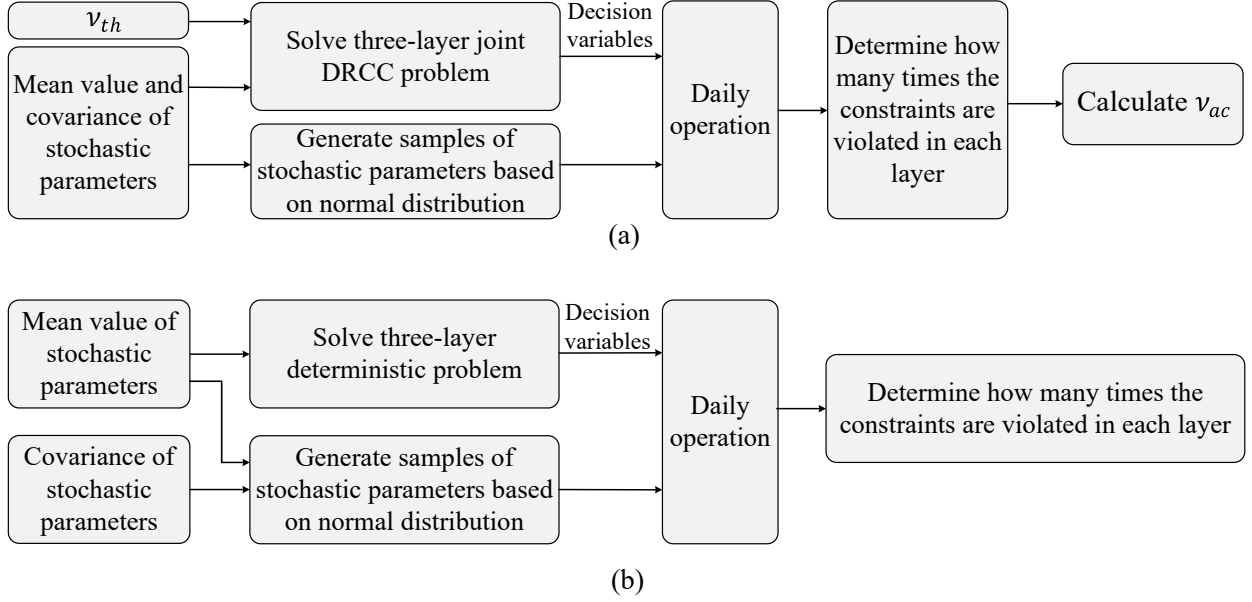 ν_th
Mean value and
covariance of
stochastic
parameters
Solve three-layer joint
DRCC problem
Generate samples of
stochastic parameters based
on normal distribution
Decision
variables
Daily
operation
Determine how
many times the
constraints are
violated in each
layer
Calculate ν_ac
(a)
Mean value of
stochastic
parameters
Covariance of
stochastic
parameters
Solve three-layer
deterministic problem
Generate samples of
stochastic parameters based
on normal distribution
Decision
variables
Daily
operation
Determine how many times the
constraints are violated in each layer
(b)